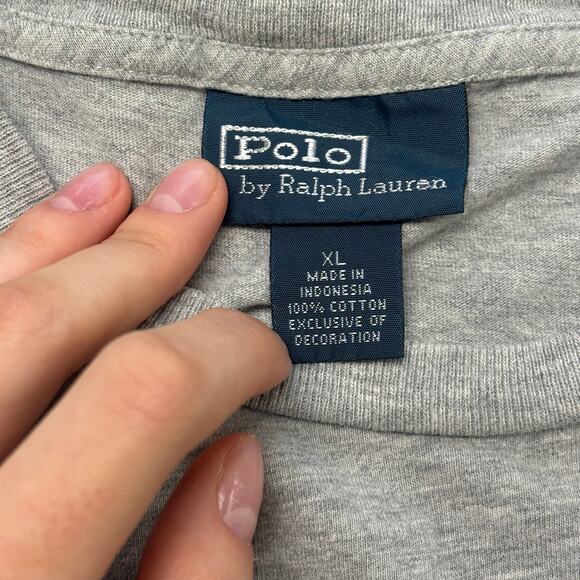 Polo
by Ralph Lauren
XL
MADE IN
INDONESIA
100% COTTON
EXCLUSIVE OF
DECORATION